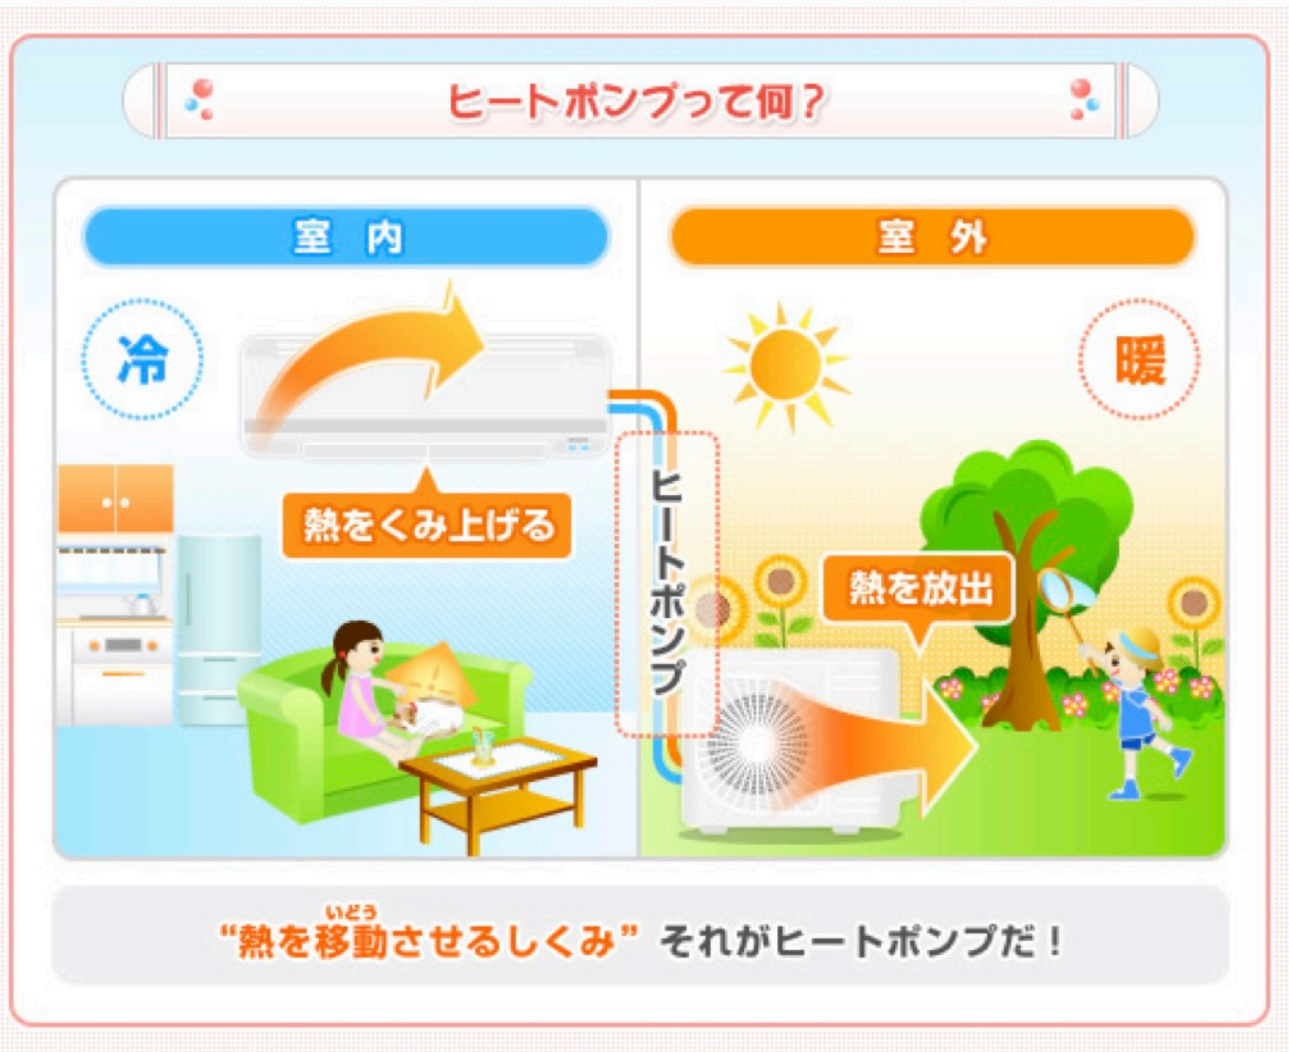 ヒートポンプって何？
室 内
室 外
冷
暖
熱をくみ上げる
ヒートポンプ
熱を放出
いどう
“熱を移動させるしくみ” それがヒートポンプだ！